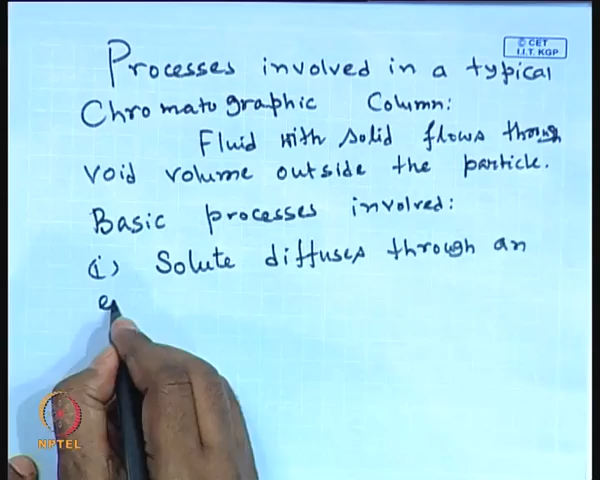 © CET
I.I.T. KGP
Processes involved in a typical
Chromatographic Column:
Fluid with solid flows through
void volume outside the particle.
Basic processes involved:
(i) Solute diffuses through an
e
NPTEL